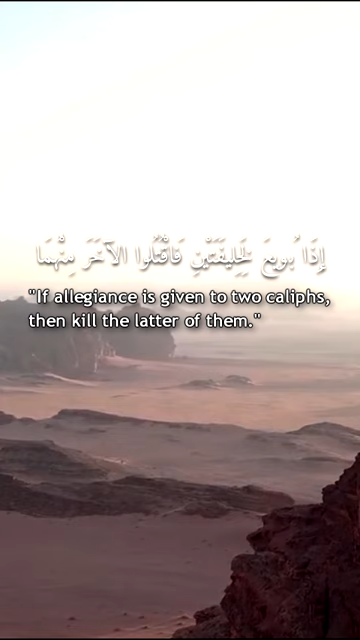 إِذَا بُويِعَ لِخَلِيفَتَيْنِ فَاقْتُلُوا الآخَرَ مِنْهُمَا
"If allegiance is given to two caliphs,
then kill the latter of them."